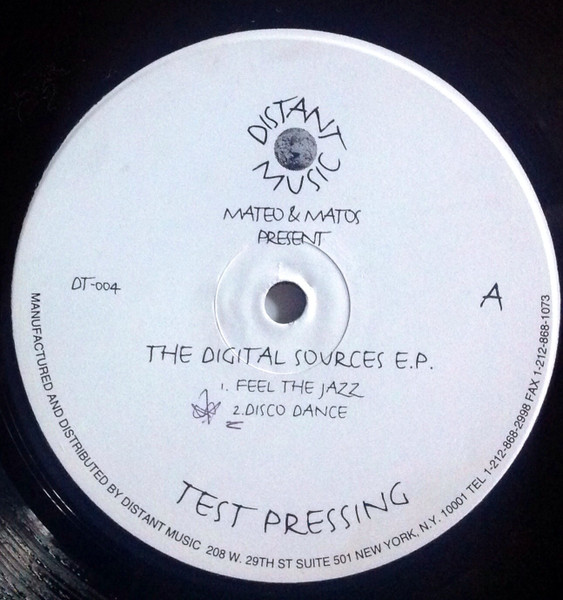 DISTANT
MUSIC
MATEO & MATOS
PRESENT
DT-004
A
THE DIGITAL SOURCES E.P.
1. FEEL THE JAZZ
2. DISCO DANCE
TEST PRESSING
MANUFACTURED AND DISTRIBUTED BY DISTANT MUSIC 208 W. 29TH ST SUITE 501 NEW YORK, N.Y. 10001 TEL 1-212-868-2998 FAX 1-212-868-1073